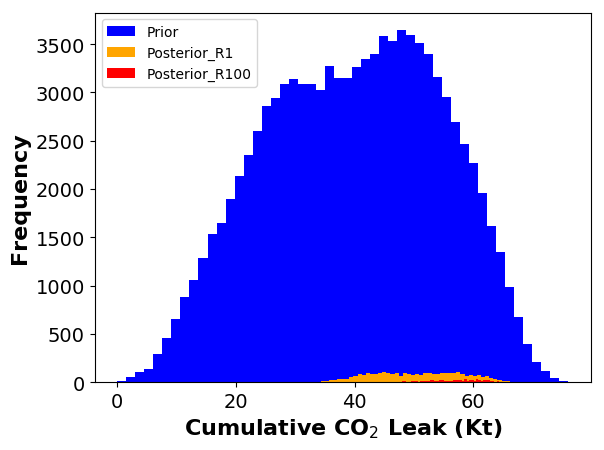 Prior
Posterior_R1
Posterior_R100
Frequency
3500
3000
2500
2000
1500
1000
500
0
0 20 40 60
Cumulative CO₂ Leak (Kt)